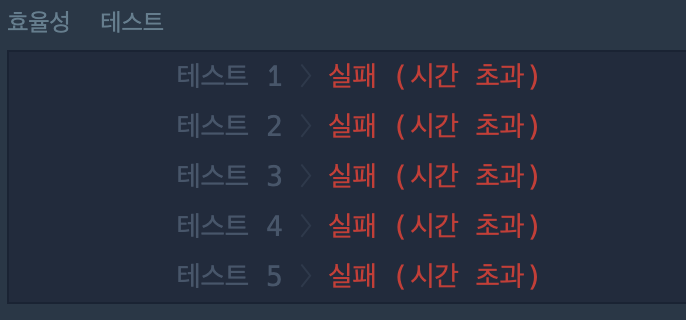 효율성 테스트
테스트 1 〉 실패 (시간 초과)
테스트 2 〉 실패 (시간 초과)
테스트 3 〉 실패 (시간 초과)
테스트 4 〉 실패 (시간 초과)
테스트 5 〉 실패 (시간 초과)